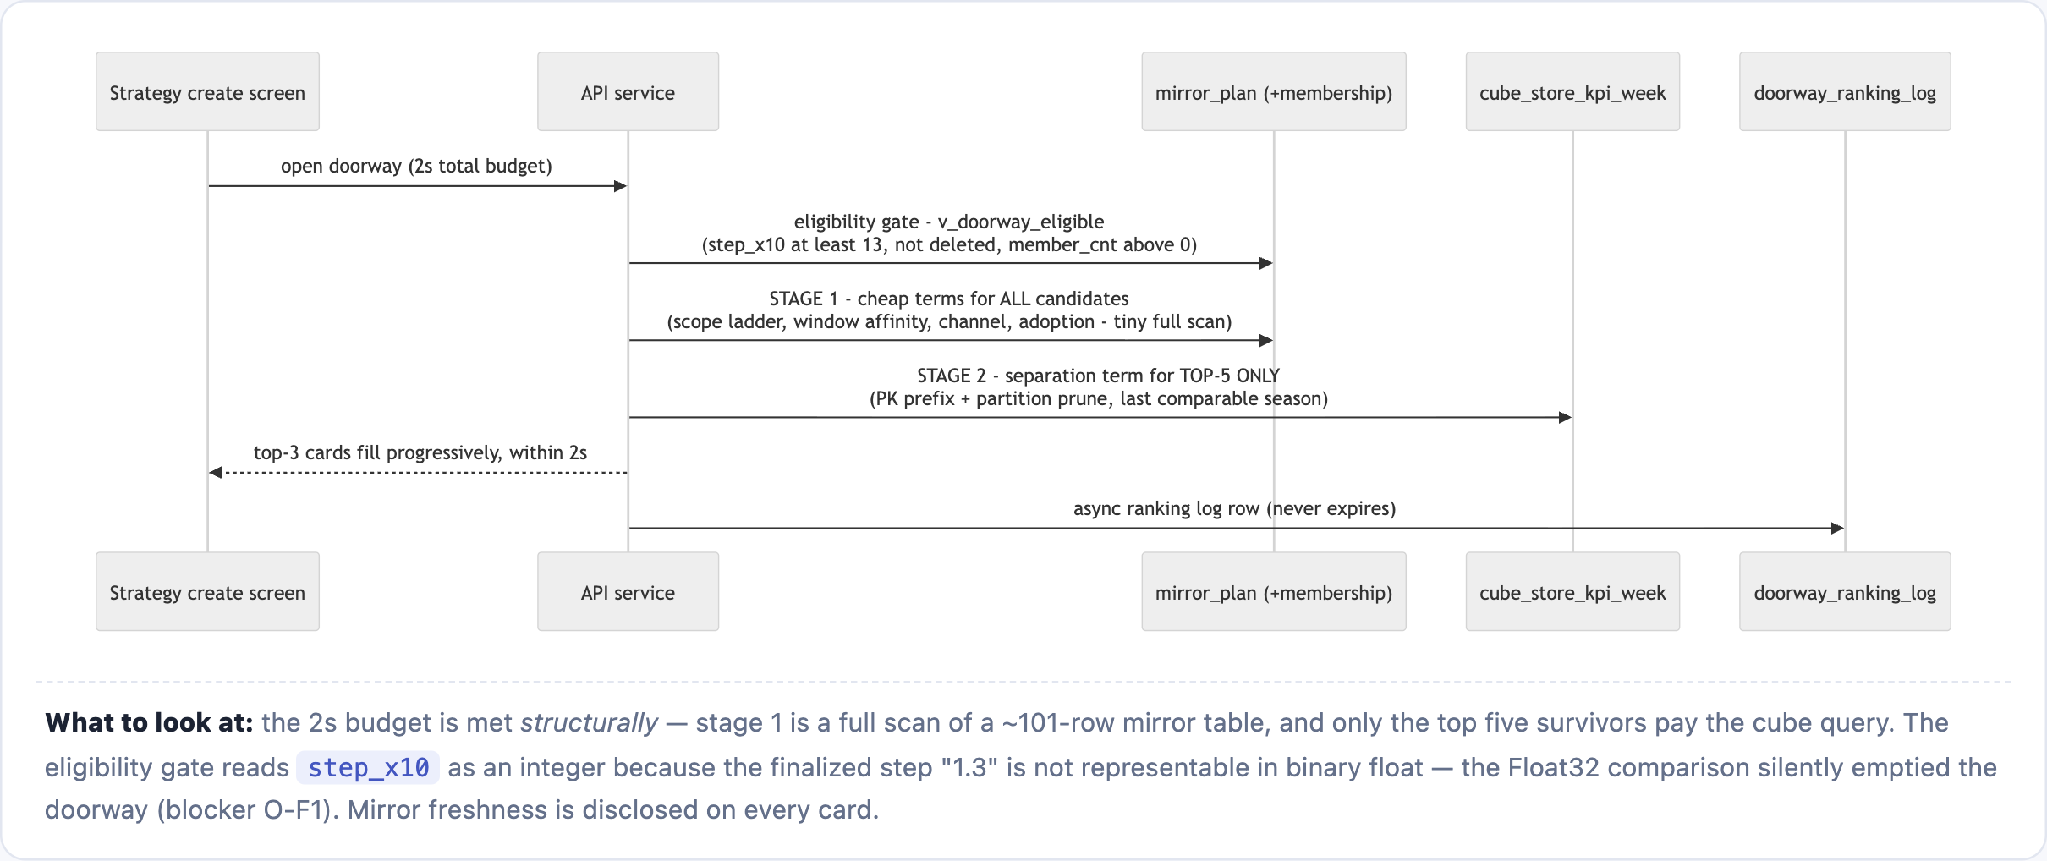 Strategy create screen
API service
mirror_plan (+membership)
cube_store_kpi_week
doorway_ranking_log
open doorway (2s total budget)
eligibility gate - v_doorway_eligible
(step_x10 at least 13, not deleted, member_cnt above 0)
STAGE 1 - cheap terms for ALL candidates
(scope ladder, window affinity, channel, adoption - tiny full scan)
STAGE 2 - separation term for TOP-5 ONLY
(PK prefix + partition prune, last comparable season)
top-3 cards fill progressively, within 2s
async ranking log row (never expires)
Strategy create screen
API service
mirror_plan (+membership)
cube_store_kpi_week
doorway_ranking_log
What to look at: the 2s budget is met structurally — stage 1 is a full scan of a ~101-row mirror table, and only the top five survivors pay the cube query. The
eligibility gate reads step_x10 as an integer because the finalized step "1.3" is not representable in binary float — the Float32 comparison silently emptied the
doorway (blocker O-F1). Mirror freshness is disclosed on every card.